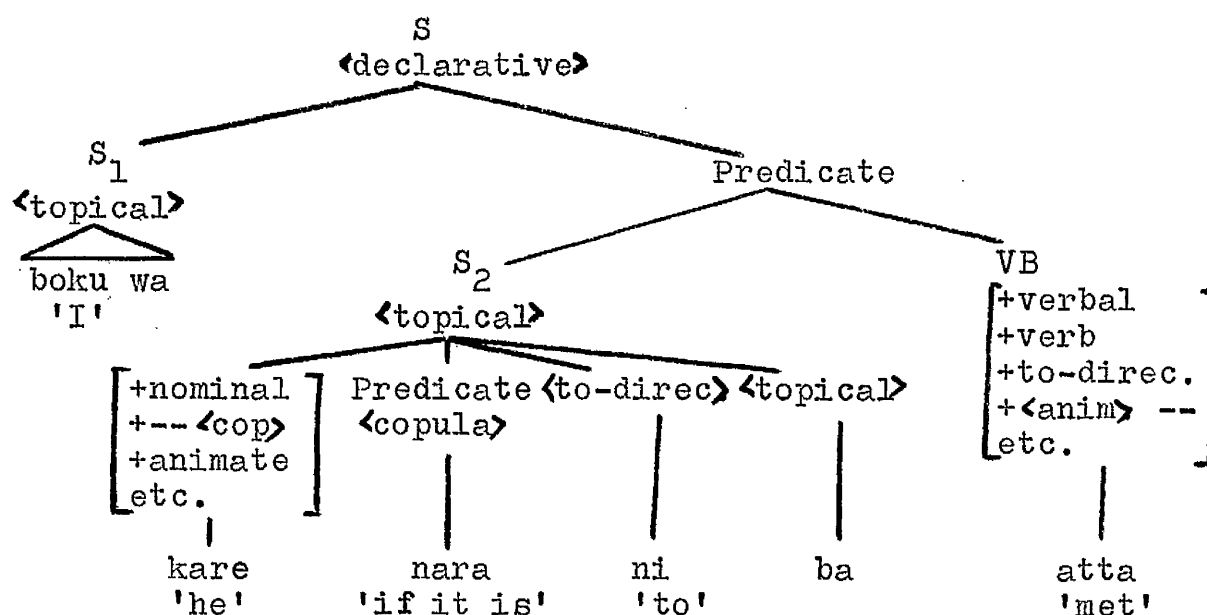 S
<declarative>
S1
<topical>
Predicate
boku wa
'I'
S2
<topical>
VB
+verbal
+verb
+to-direc.
+<anim> --
etc.
+nominal
+--<cop>
+animate
etc.
Predicate <to-direc> <topical>
<copula>
kare nara ni ba atta
'he' 'if it is' 'to' 'met'